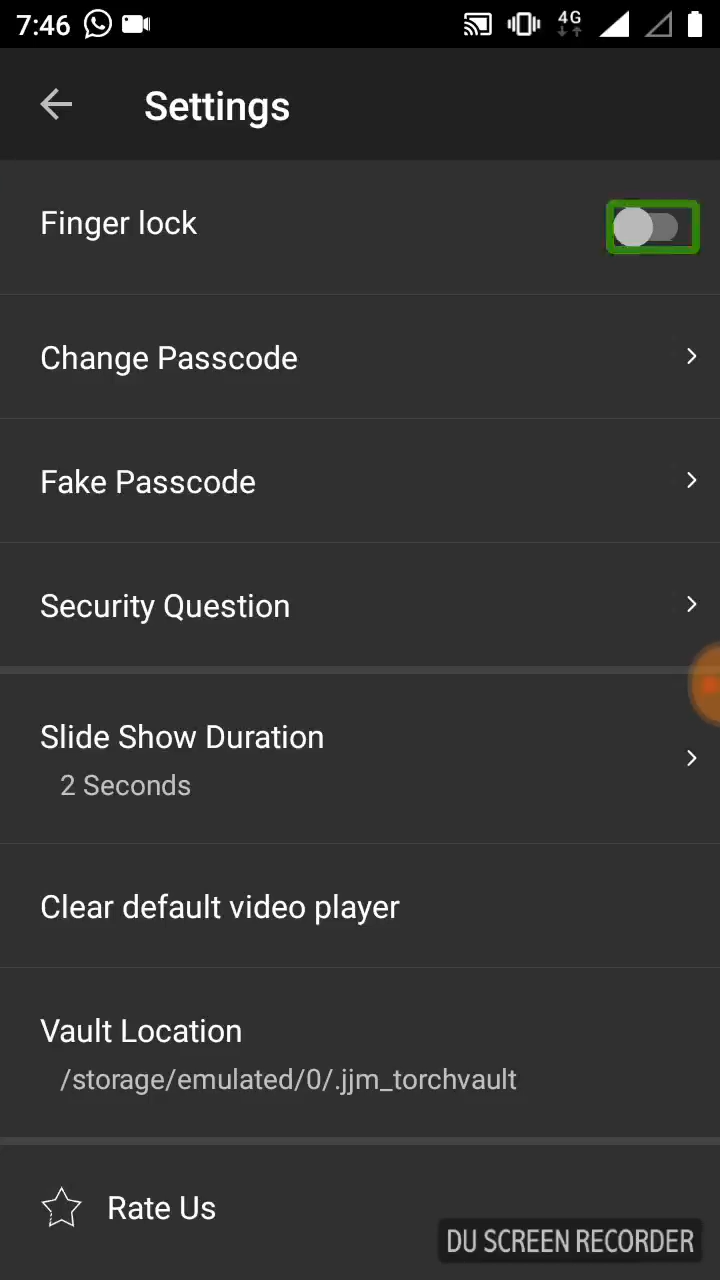 7:46
4G
Settings
Finger lock
Change Passcode
Fake Passcode
Security Question
Slide Show Duration
2 Seconds
Clear default video player
Vault Location
/storage/emulated/0/.jjm_torchvault
Rate Us
DU SCREEN RECORDER